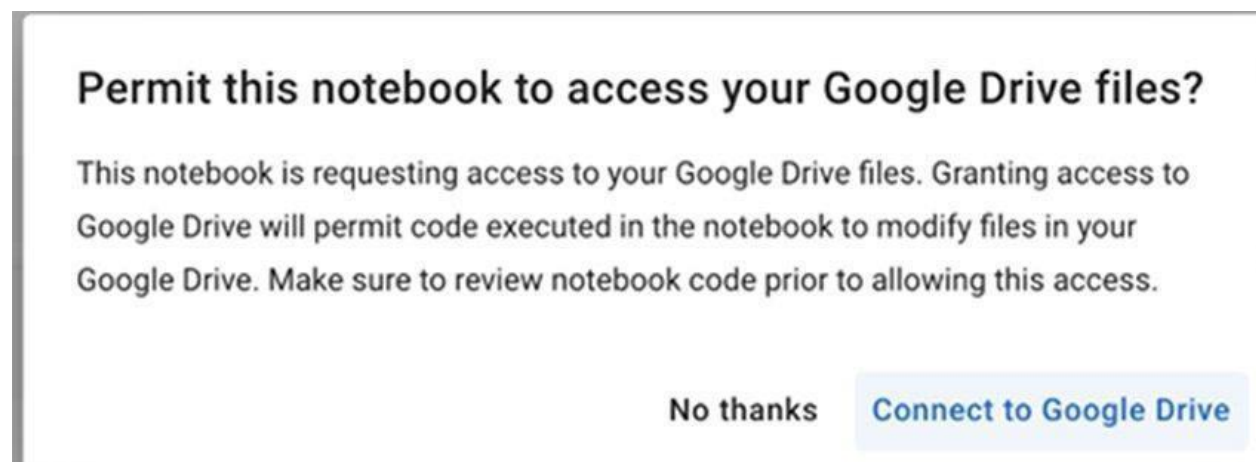 Permit this notebook to access your Google Drive files?
This notebook is requesting access to your Google Drive files. Granting access to
Google Drive will permit code executed in the notebook to modify files in your
Google Drive. Make sure to review notebook code prior to allowing this access.
No thanks Connect to Google Drive